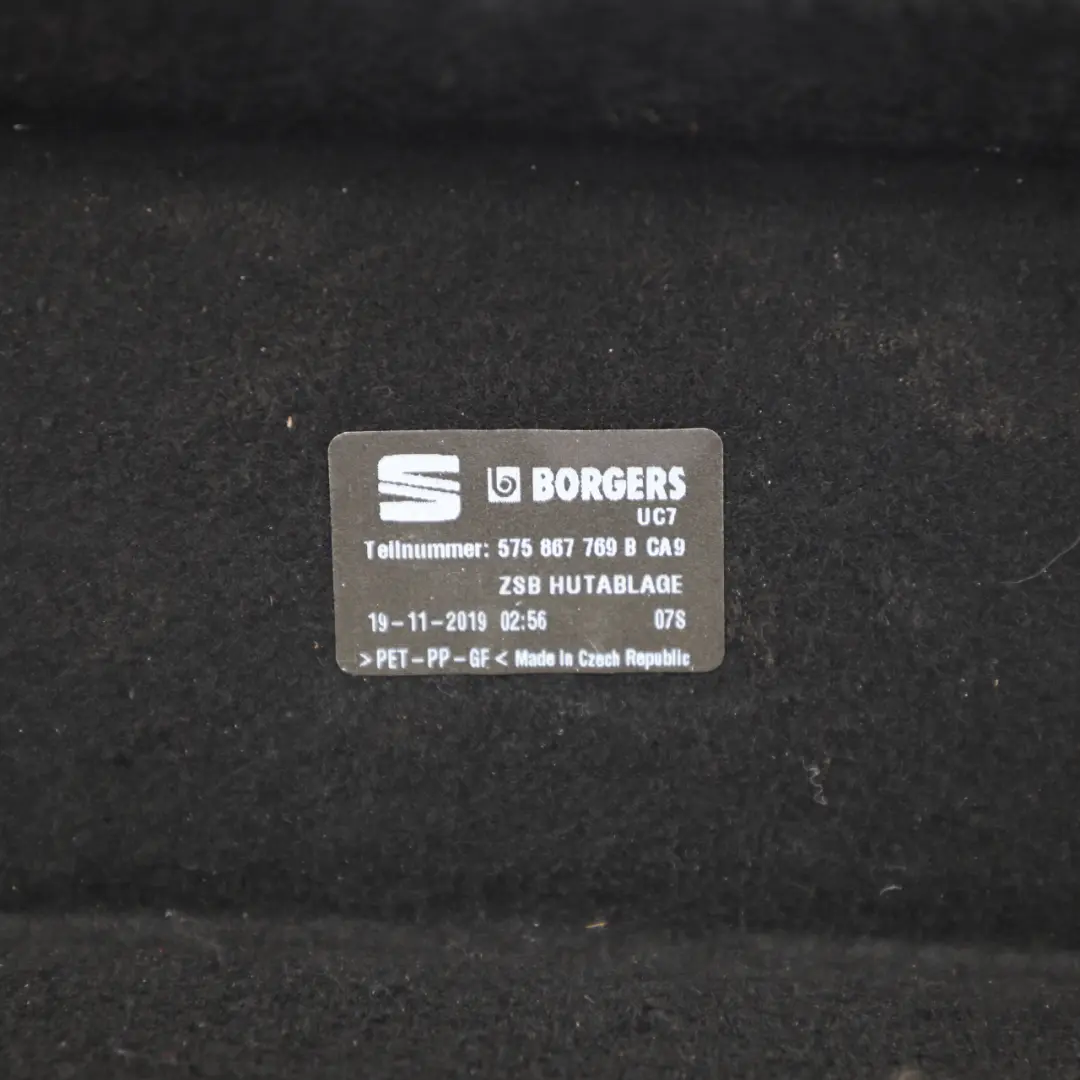 BORGERS
UC7
Teilnummer: 575 867 769 B CA9
ZSB HUTABLAGE
19-11-2019 02:56 07S
>PET-PP-GF< Made in Czech Republic